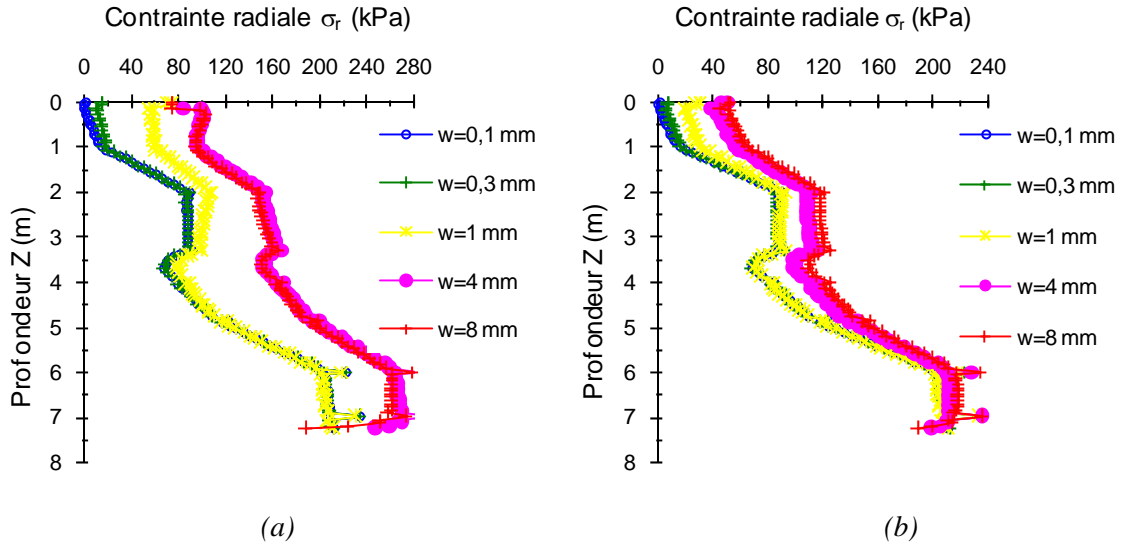 Contrainte radiale σr (kPa)
0 40 80 120 160 200 240 280
0
1
2
3
4
5
6
7
8
Profondeur Z (m)
w=0,1 mm
w=0,3 mm
w=1 mm
w=4 mm
w=8 mm
(a)
Contrainte radiale σr (kPa)
0 40 80 120 160 200 240
0
1
2
3
4
5
6
7
8
Profondeur Z (m)
w=0,1 mm
w=0,3 mm
w=1 mm
w=4 mm
w=8 mm
(b)